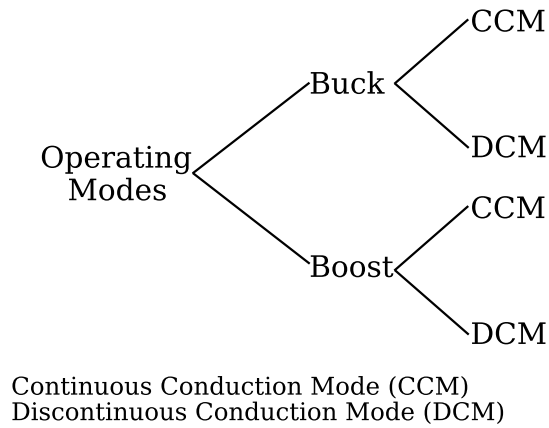 CCM
Buck
DCM
Operating
Modes
CCM
Boost
DCM
Continuous Conduction Mode (CCM)
Discontinuous Conduction Mode (DCM)